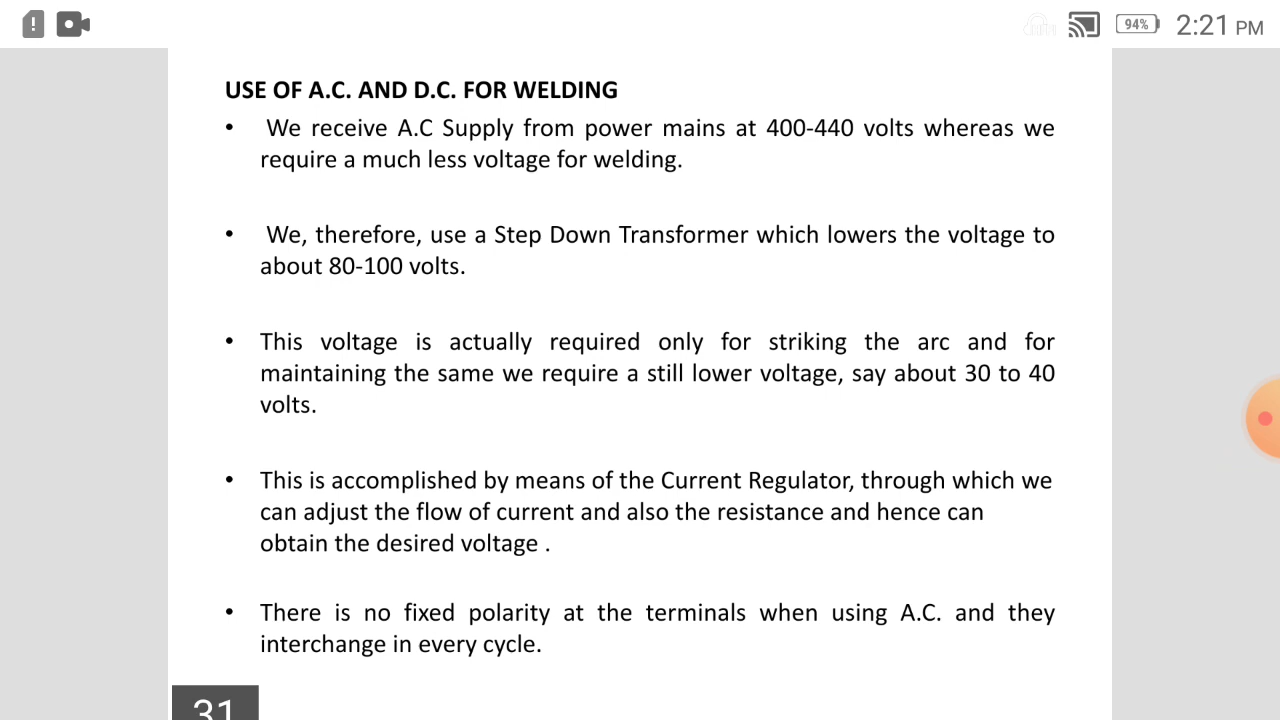 94% 2:21 PM
USE OF A.C. AND D.C. FOR WELDING
• We receive A.C Supply from power mains at 400-440 volts whereas we
require a much less voltage for welding.
• We, therefore, use a Step Down Transformer which lowers the voltage to
about 80-100 volts.
• This voltage is actually required only for striking the arc and for
maintaining the same we require a still lower voltage, say about 30 to 40
volts.
• This is accomplished by means of the Current Regulator, through which we
can adjust the flow of current and also the resistance and hence can
obtain the desired voltage .
• There is no fixed polarity at the terminals when using A.C. and they
interchange in every cycle.
31